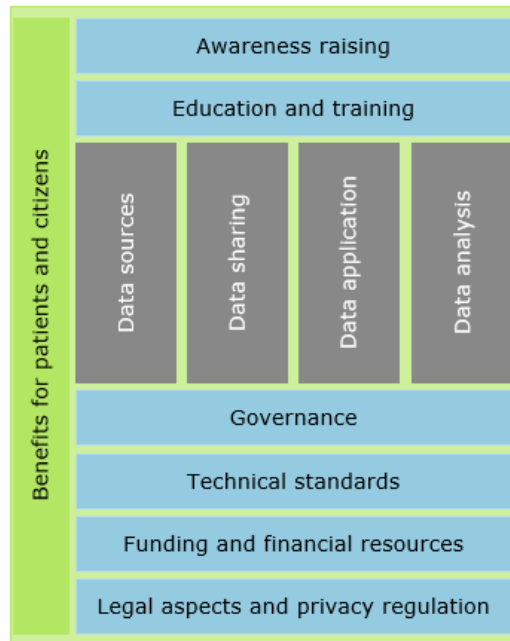 Benefits for patients and citizens
Awareness raising
Education and training
Data sources
Data sharing
Data application
Data analysis
Governance
Technical standards
Funding and financial resources
Legal aspects and privacy regulation